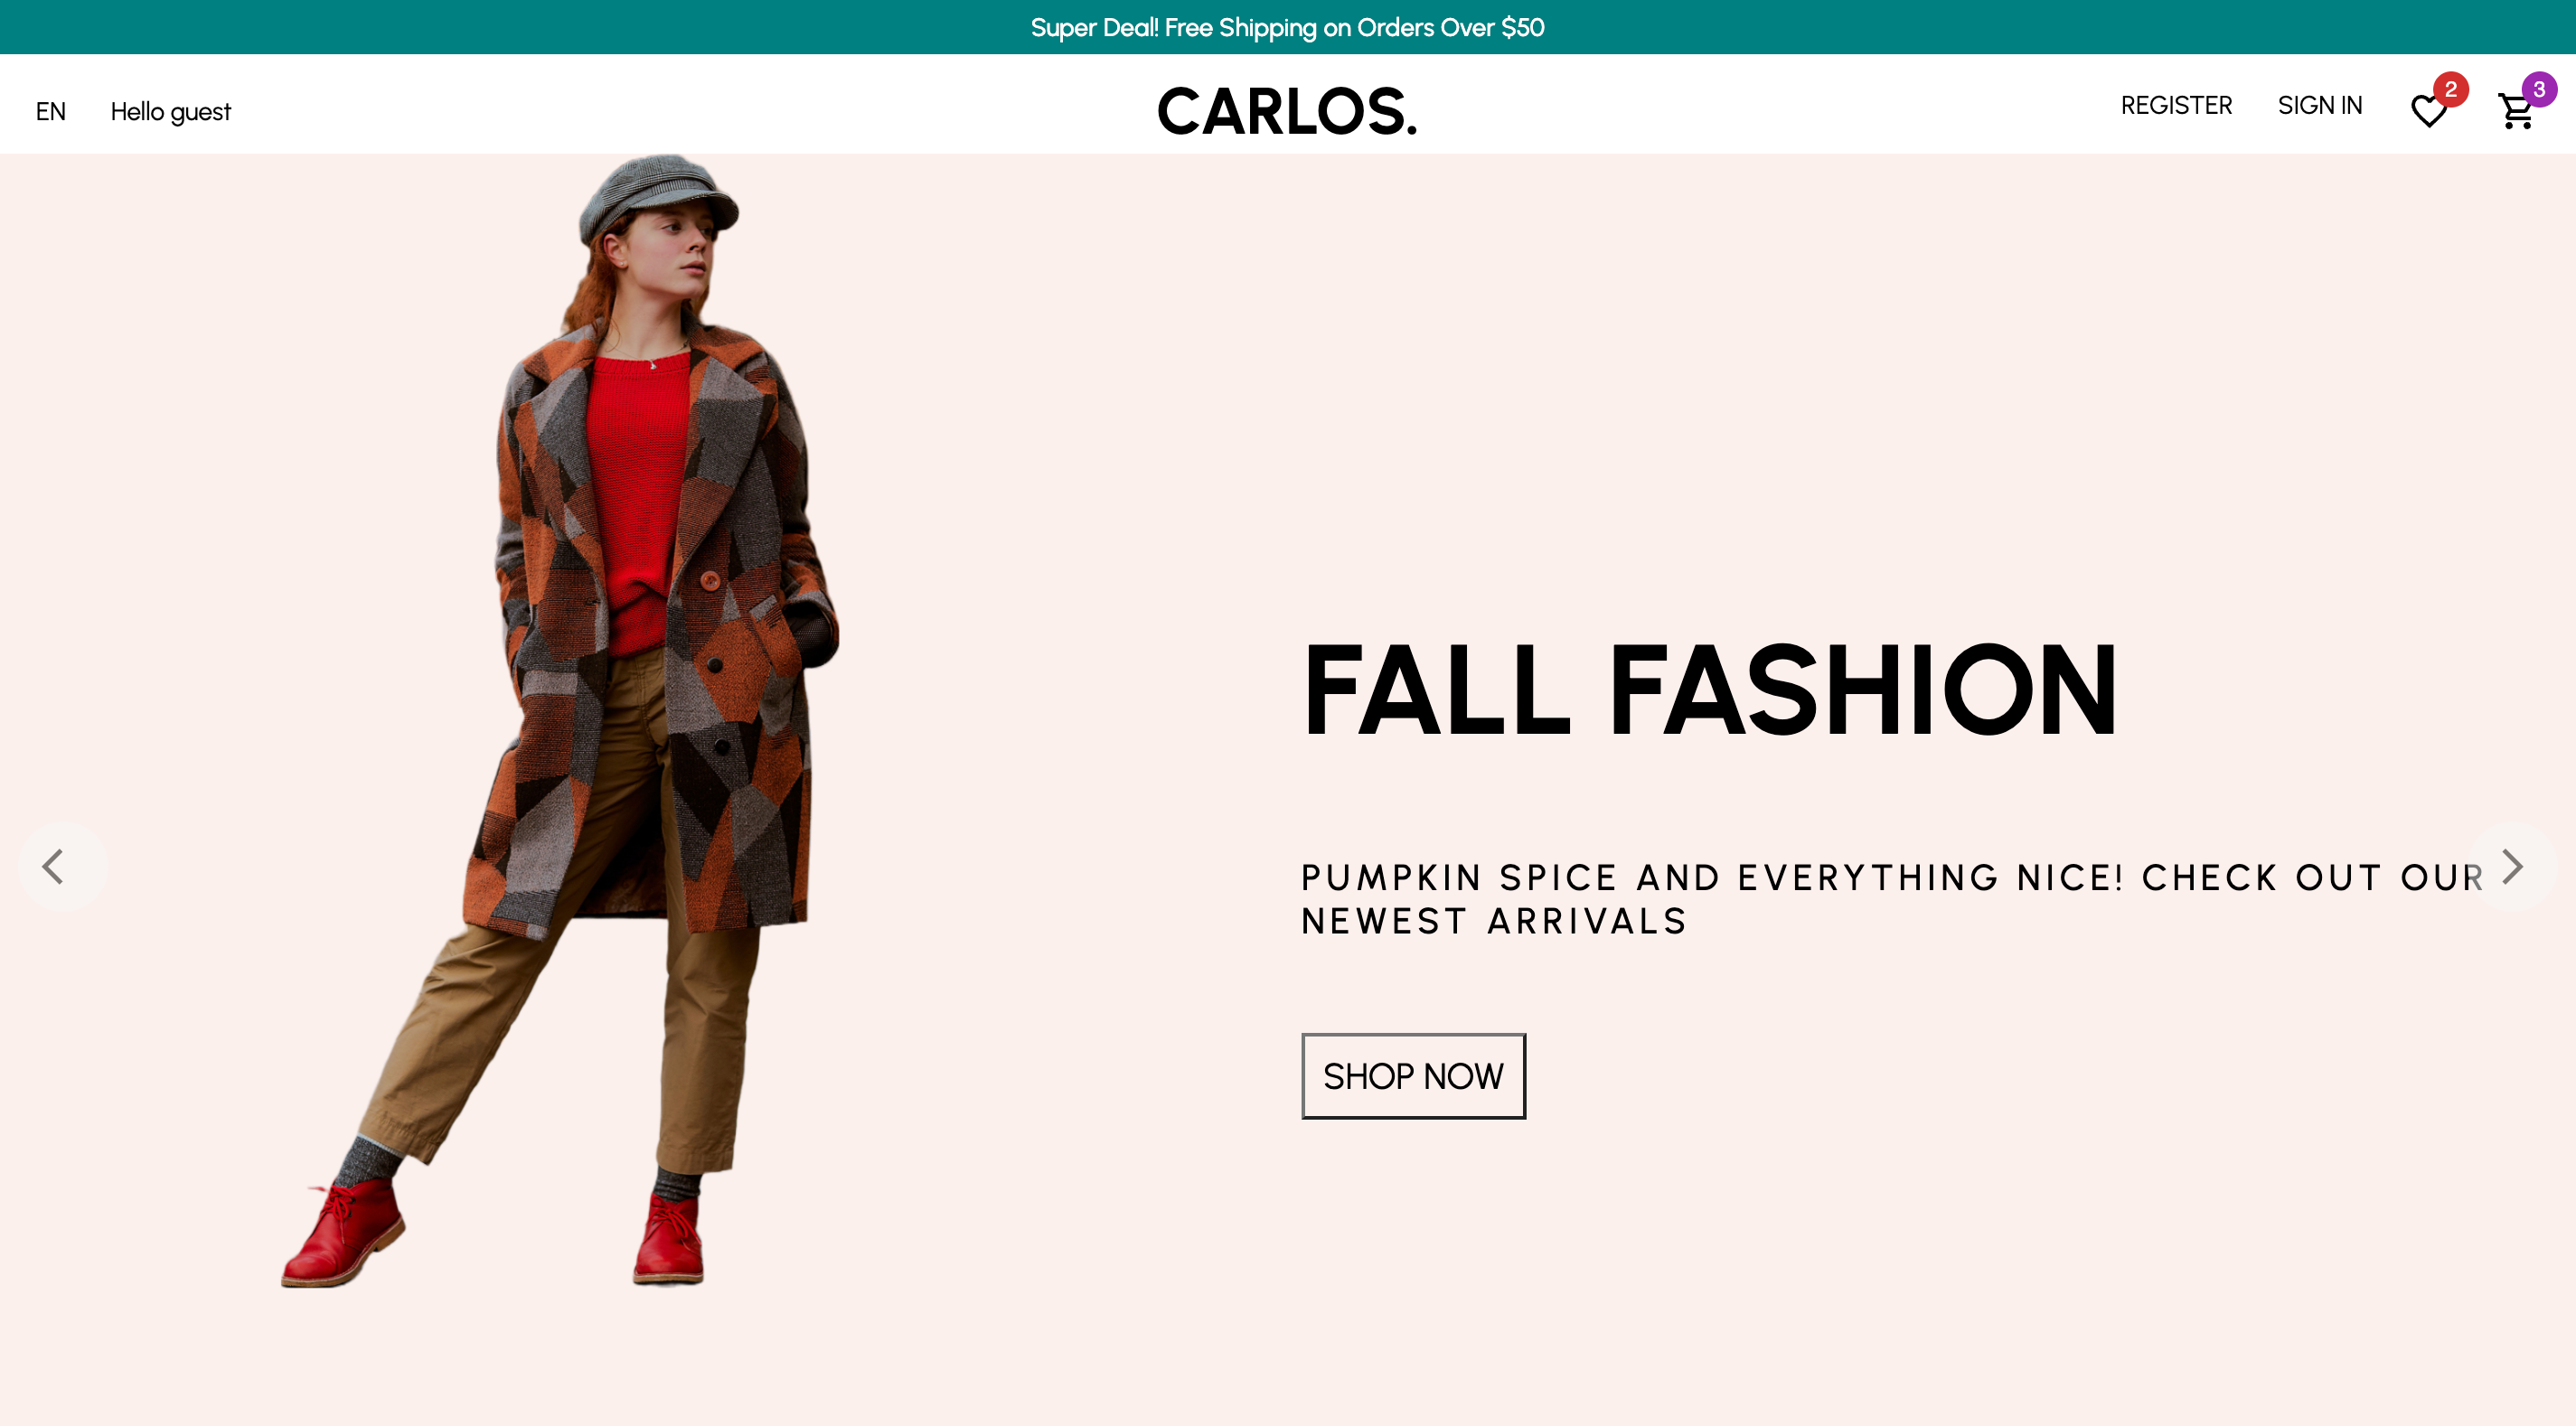 Super Deal! Free Shipping on Orders Over $50
EN
Hello guest
CARLOS.
REGISTER
SIGN IN
2
3
FALL FASHION
PUMPKIN SPICE AND EVERYTHING NICE! CHECK OUT OUR
NEWEST ARRIVALS
SHOP NOW